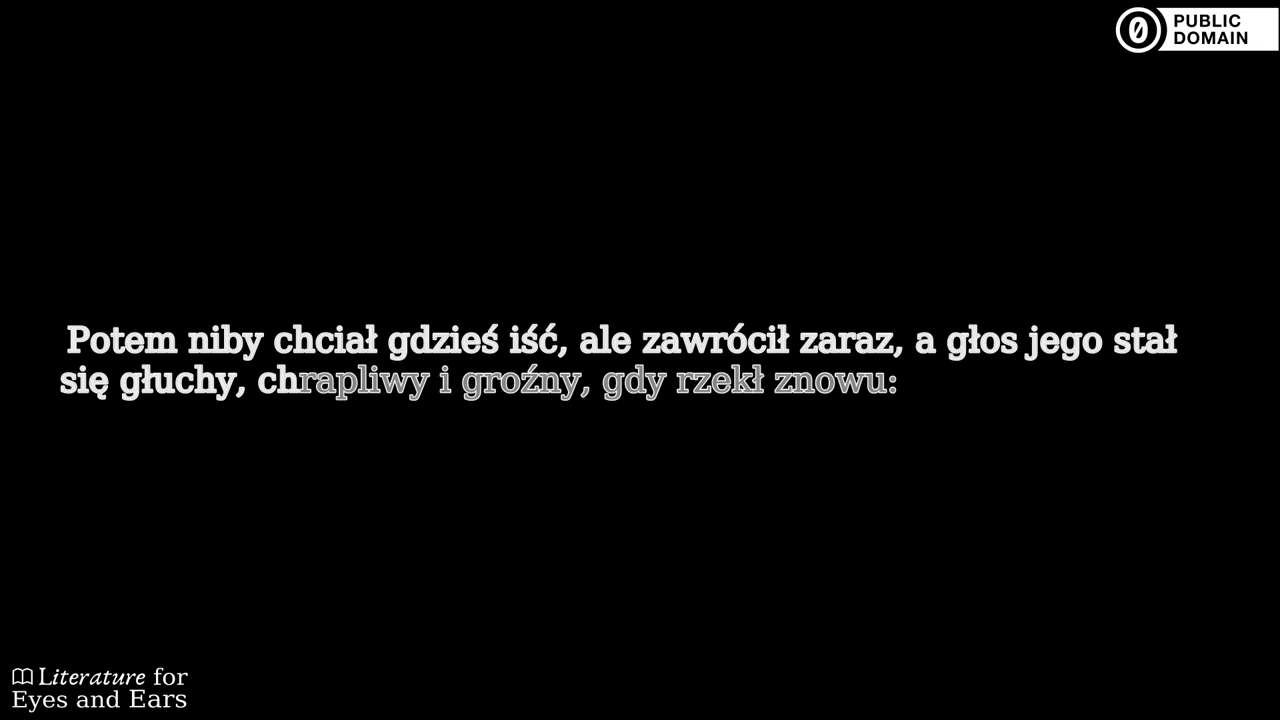 PUBLIC
DOMAIN
Potem niby chciał gdzieś iść, ale zawrócił zaraz, a głos jego stał
się głuchy, chrapliwy i groźny, gdy rzekł znowu:
Literature for
Eyes and Ears